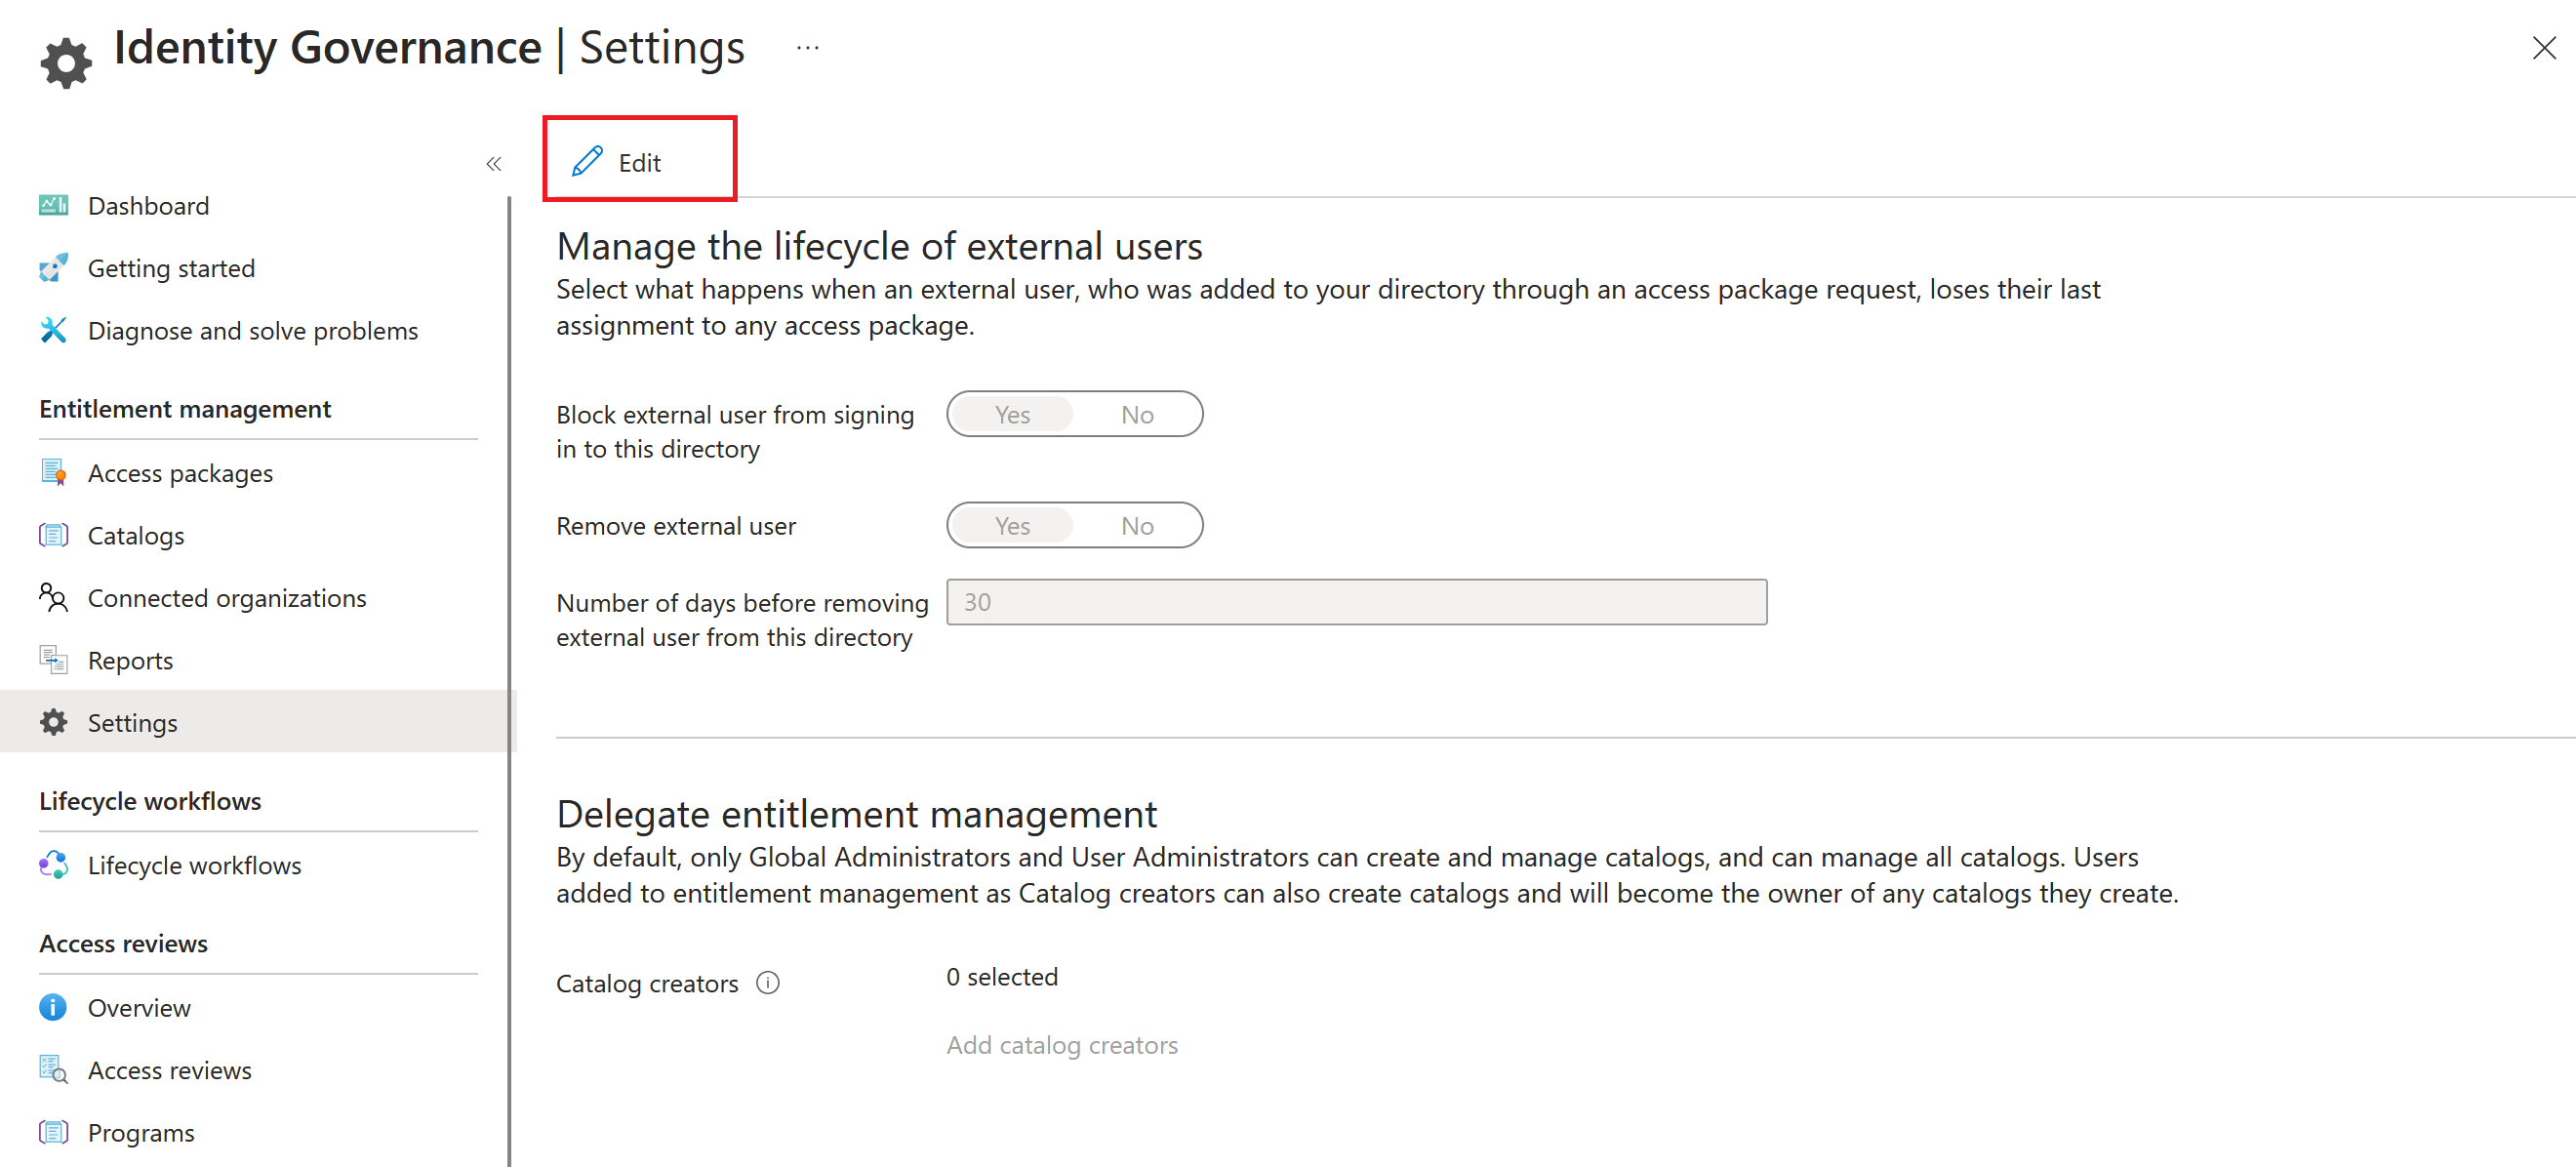 Identity Governance | Settings ...
Edit
Dashboard
Getting started
Diagnose and solve problems
Entitlement management
Access packages
Catalogs
Connected organizations
Reports
Settings
Lifecycle workflows
Lifecycle workflows
Access reviews
Overview
Access reviews
Programs
Manage the lifecycle of external users
Select what happens when an external user, who was added to your directory through an access package request, loses their last
assignment to any access package.
Block external user from signing
in to this directory
Yes No
Remove external user
Yes No
Number of days before removing
external user from this directory
30
Delegate entitlement management
By default, only Global Administrators and User Administrators can create and manage catalogs, and can manage all catalogs. Users
added to entitlement management as Catalog creators can also create catalogs and will become the owner of any catalogs they create.
Catalog creators
0 selected
Add catalog creators